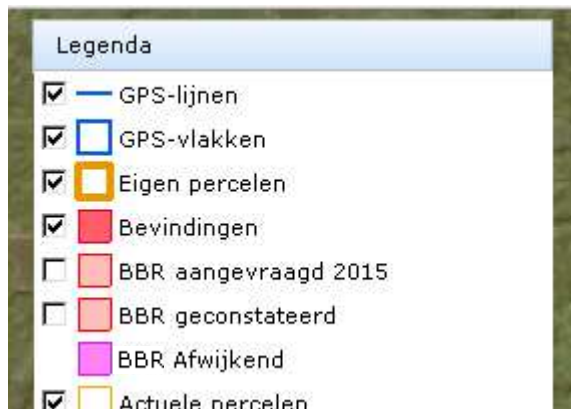 Legenda
GPS-lijnen
GPS-vlakken
Eigen percelen
Bevindingen
BBR aangevraagd 2015
BBR geconstateerd
BBR Afwijkend
Actuele percelen